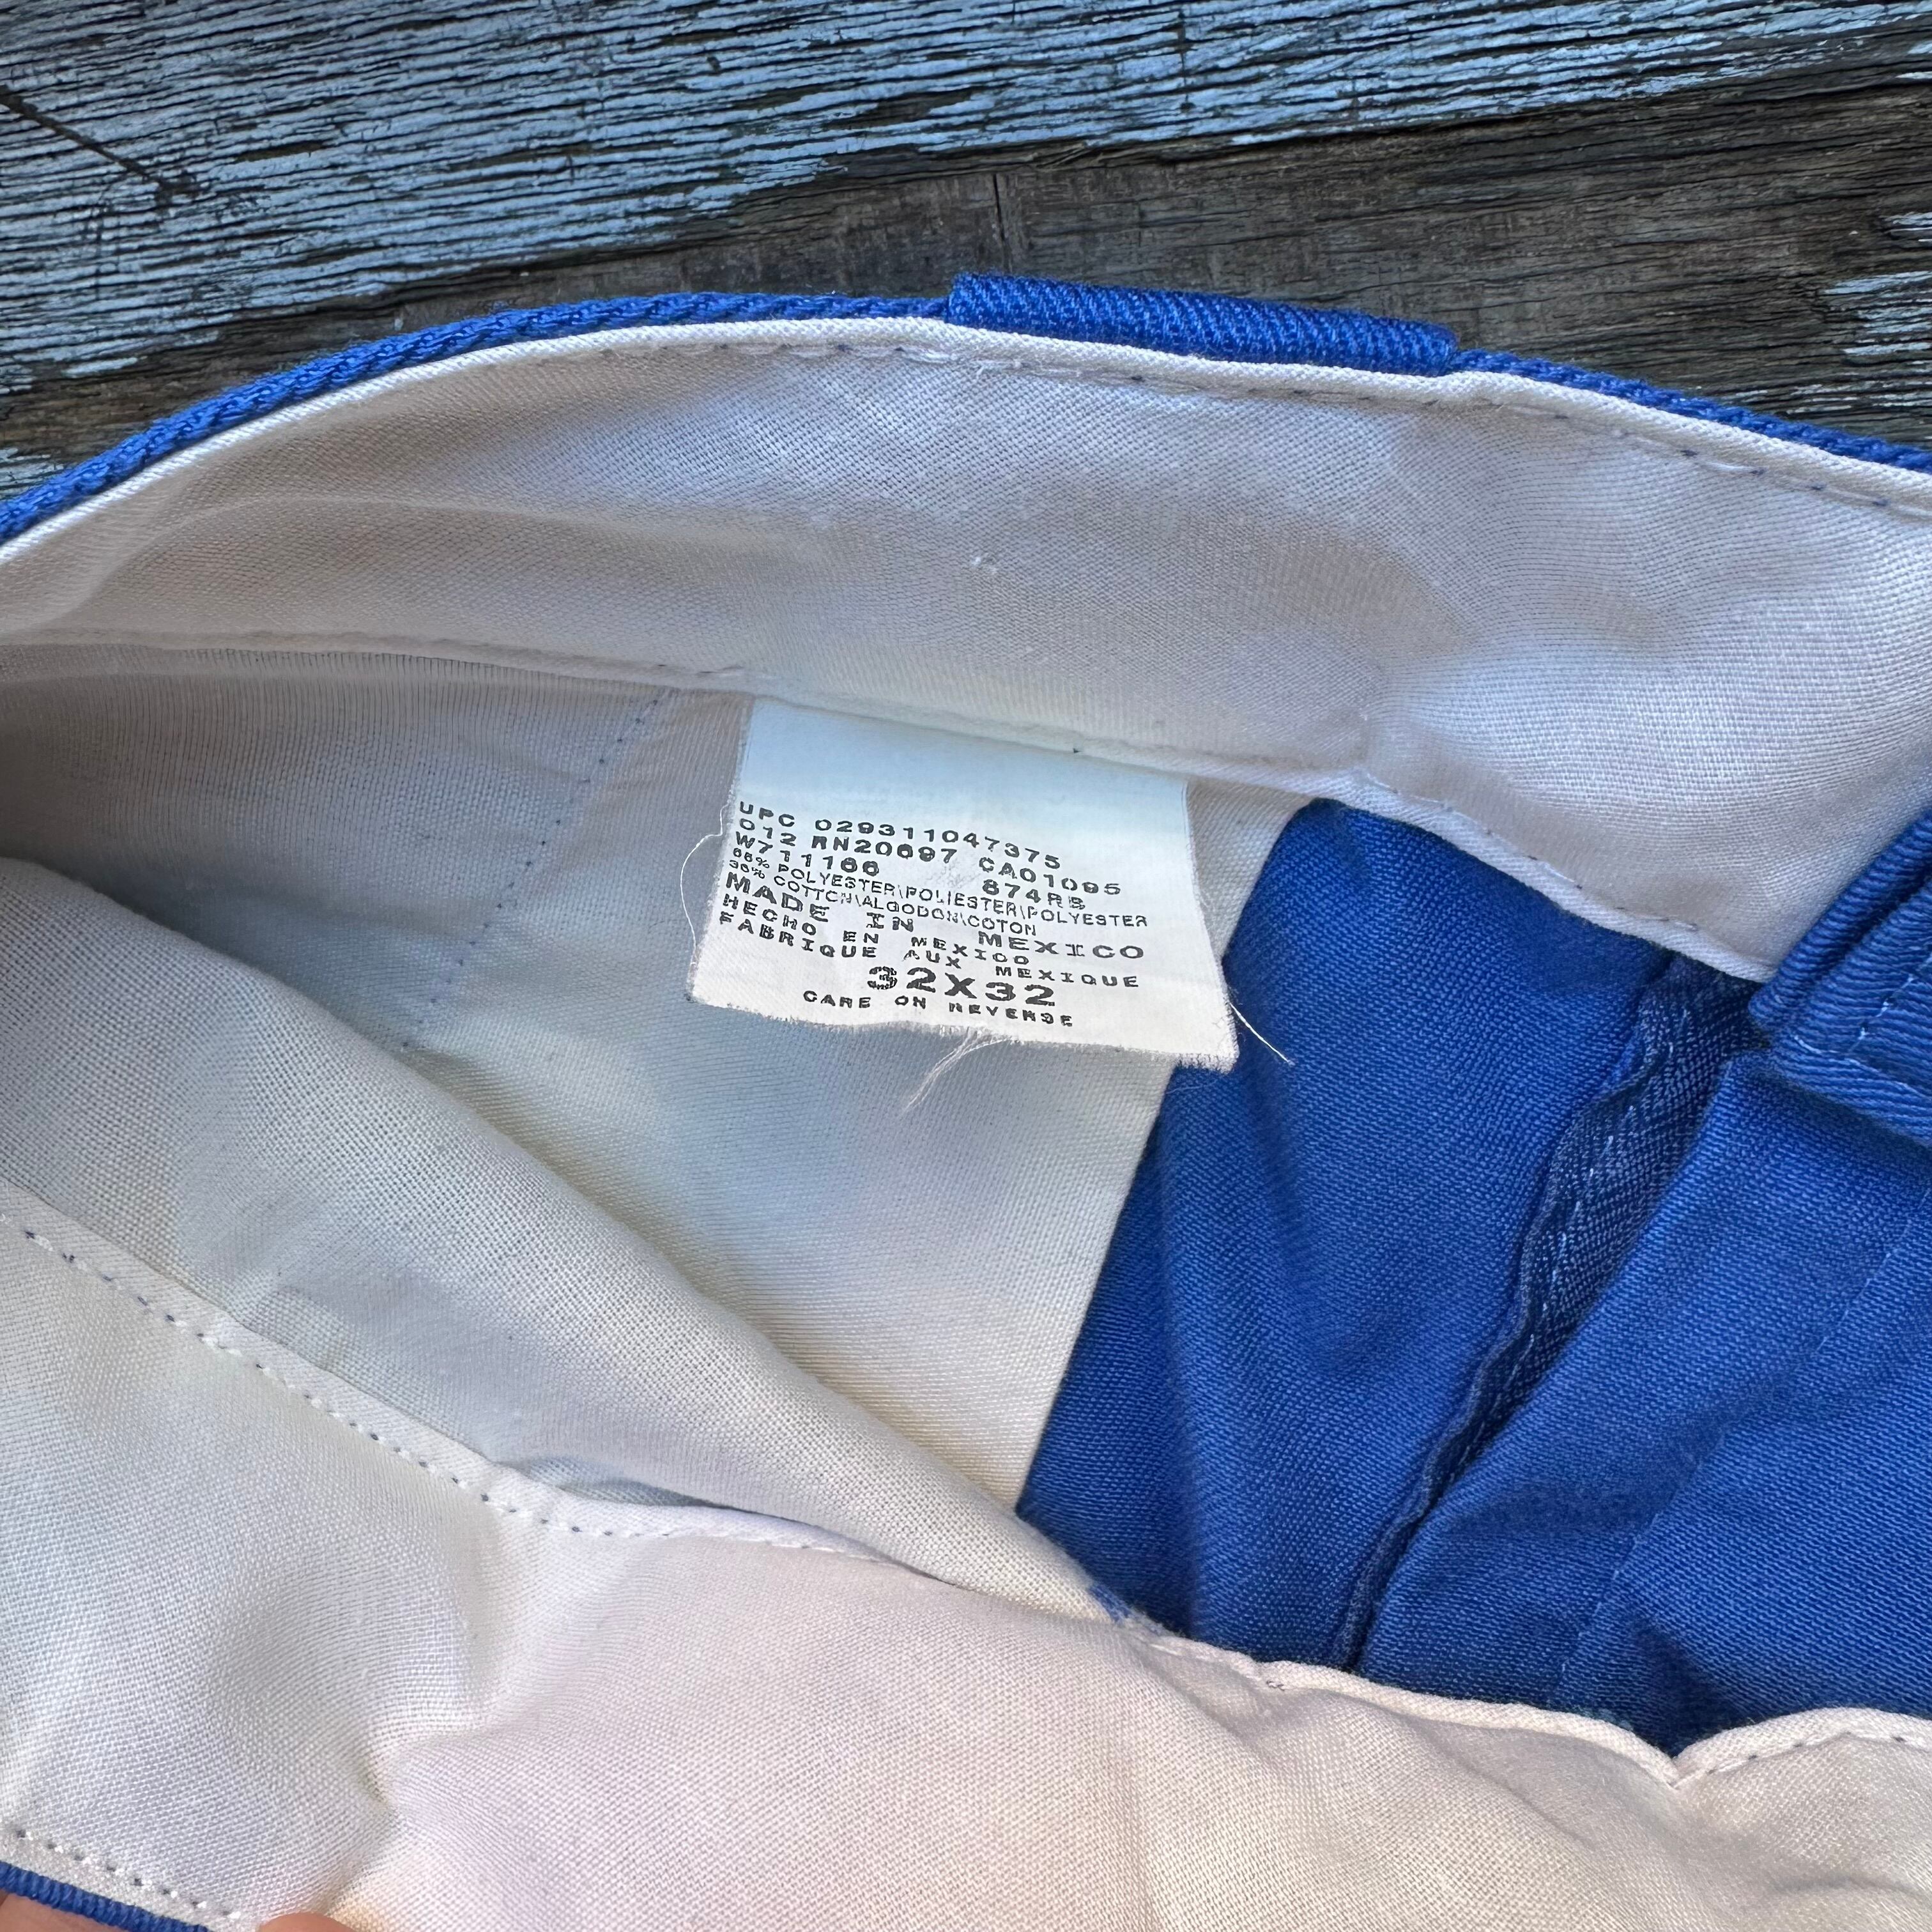 UPC 029311047375
012 RN20697 CA01095
W711166 874RB
65% POLYESTER\POLIESTER\POLYESTER
35% COTTON\ALGODON\COTON
MADE IN MEXICO
HECHO EN MEXICO
FABRIQUE AUX MEXIQUE
32X32
CARE ON REVERSE